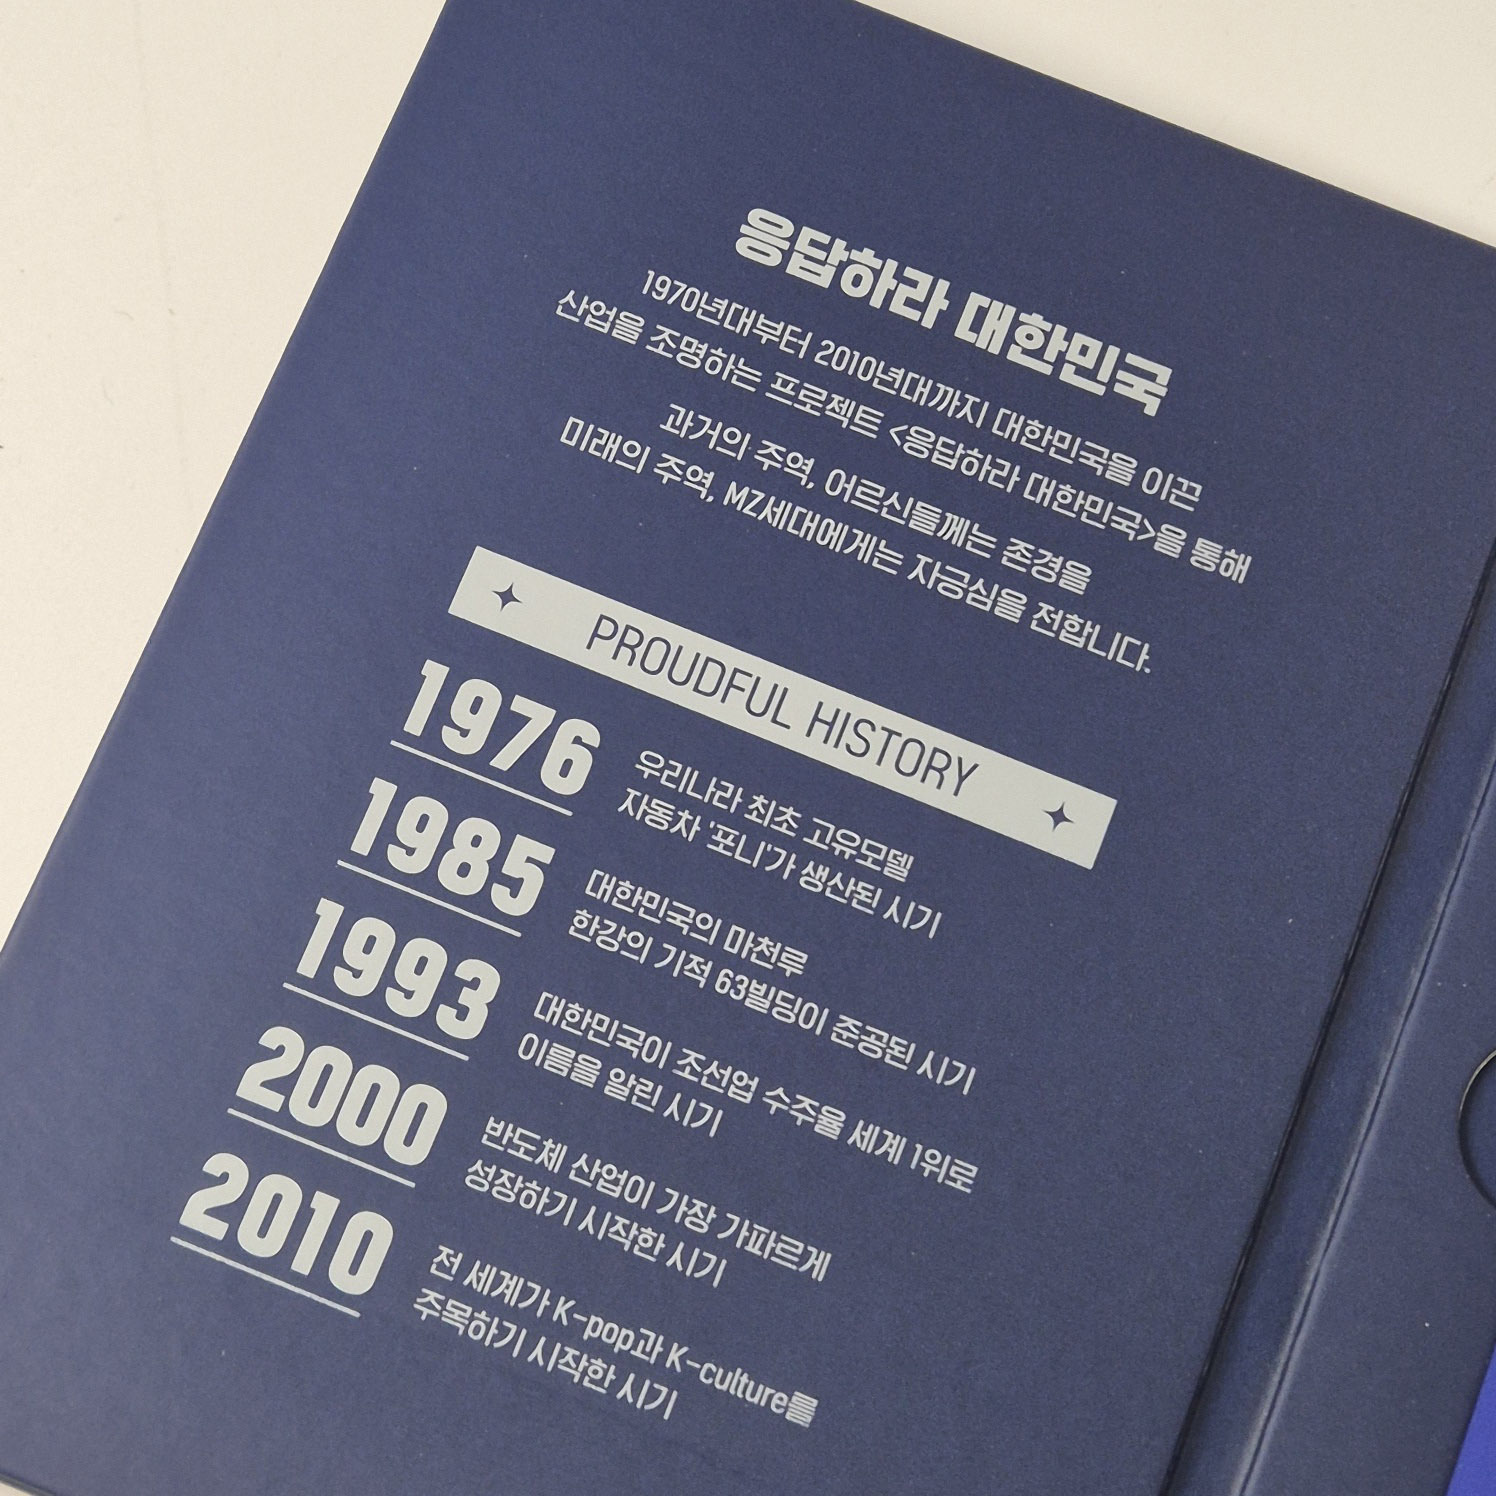 응답하라 대한민국
1970년대부터 2010년대까지 대한민국을 이끈
산업을 조명하는 프로젝트 <응답하라 대한민국>을 통해
과거의 주역, 어르신들께는 존경을
미래의 주역, MZ세대에게는 자긍심을 전합니다.
PROUDFUL HISTORY
1976
우리나라 최초 고유모델
자동차 '포니'가 생산된 시기
1985
대한민국의 마천루
한강의 기적 63빌딩이 준공된 시기
1993
대한민국이 조선업 수주율 세계 1위로
이름을 알린 시기
2000
반도체 산업이 가장 가파르게
성장하기 시작한 시기
2010
전 세계가 K-pop과 K-culture를
주목하기 시작한 시기